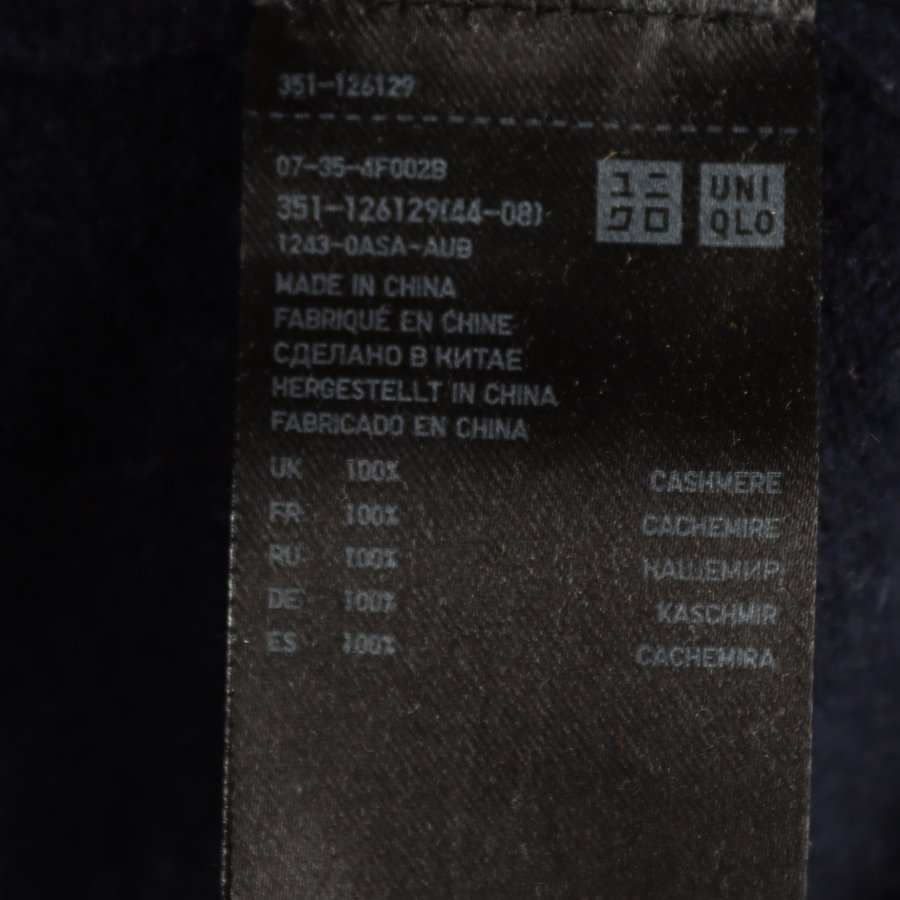 351-126129
07-35-4F002B
ユニ
クロ
UNI
QLO
351-126129(44-08)
1243-0ASA-AUB
MADE IN CHINA
FABRIQUÉ EN CHINE
СДЕЛАНО В КИТАЕ
HERGESTELLT IN CHINA
FABRICADO EN CHINA
UK 100% CASHMERE
FR 100% CACHEMIRE
RU 100% КАШЕМИР
DE 100% KASCHMIR
ES 100% CACHEMIRA